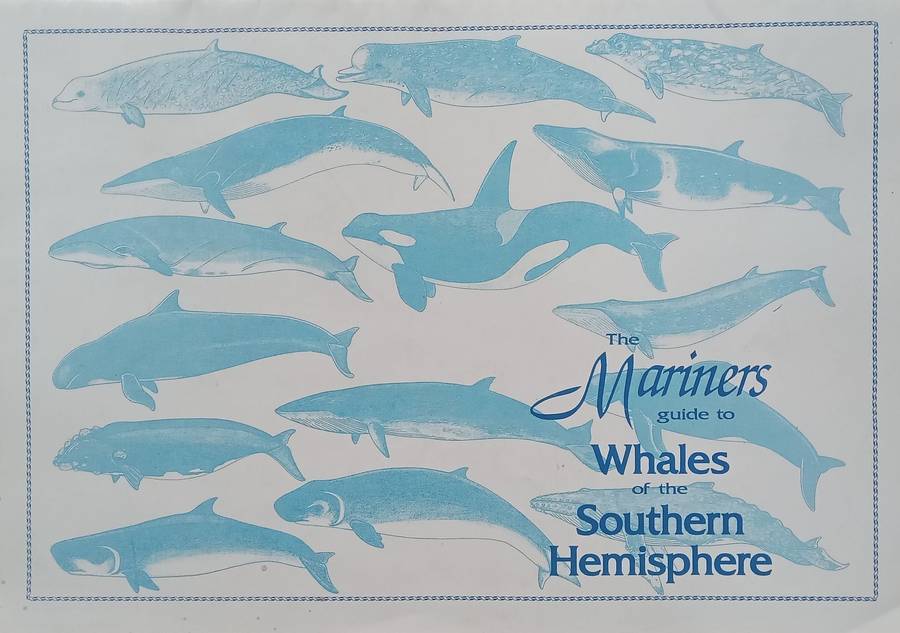 The
Mariners
guide to
Whales
of the
Southern
Hemisphere